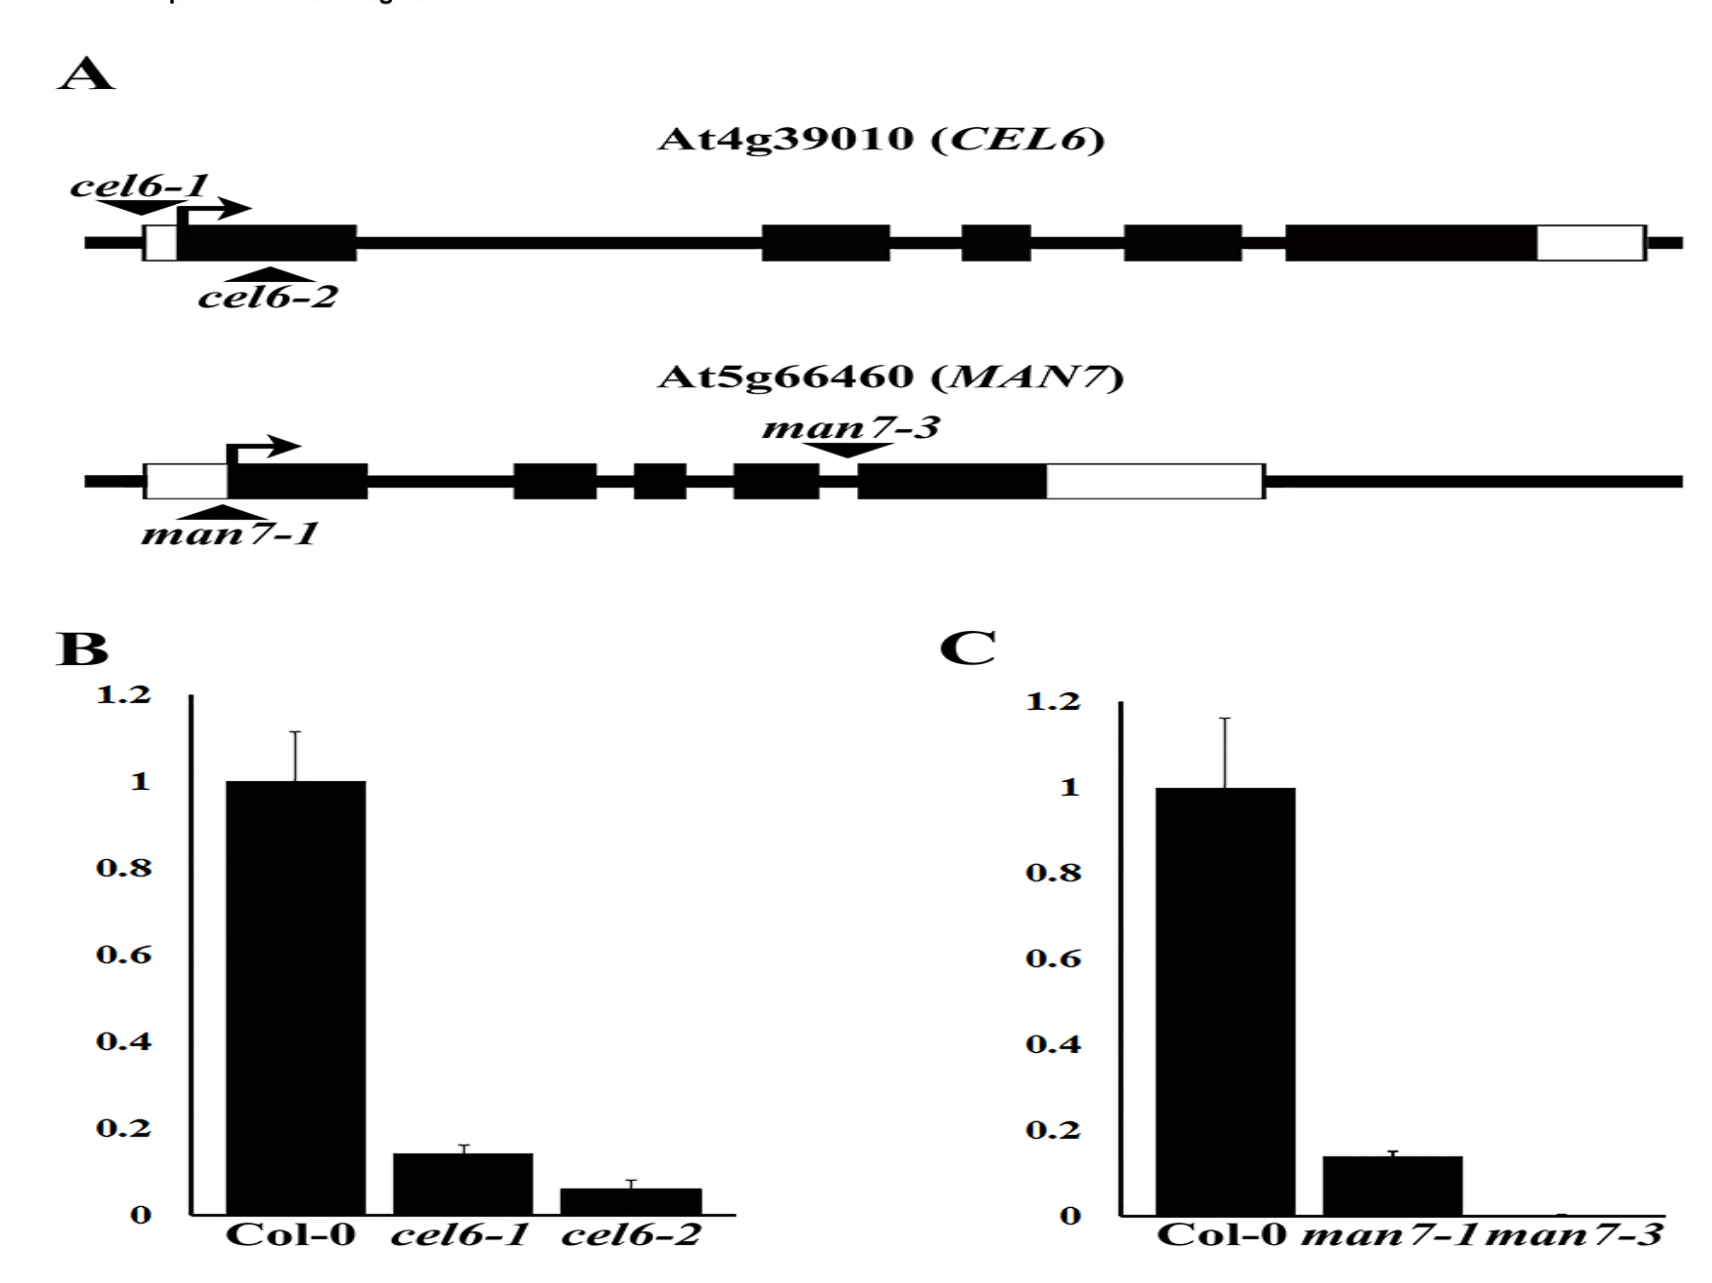 A
At4g39010 (CEL6)
cel6-1
cel6-2
At5g66460 (MAN7)
man7-3
man7-1
B
1.2
1
0.8
0.6
0.4
0.2
0
Col-0 cel6-1 cel6-2
C
1.2
1
0.8
0.6
0.4
0.2
0
Col-0 man7-1 man7-3